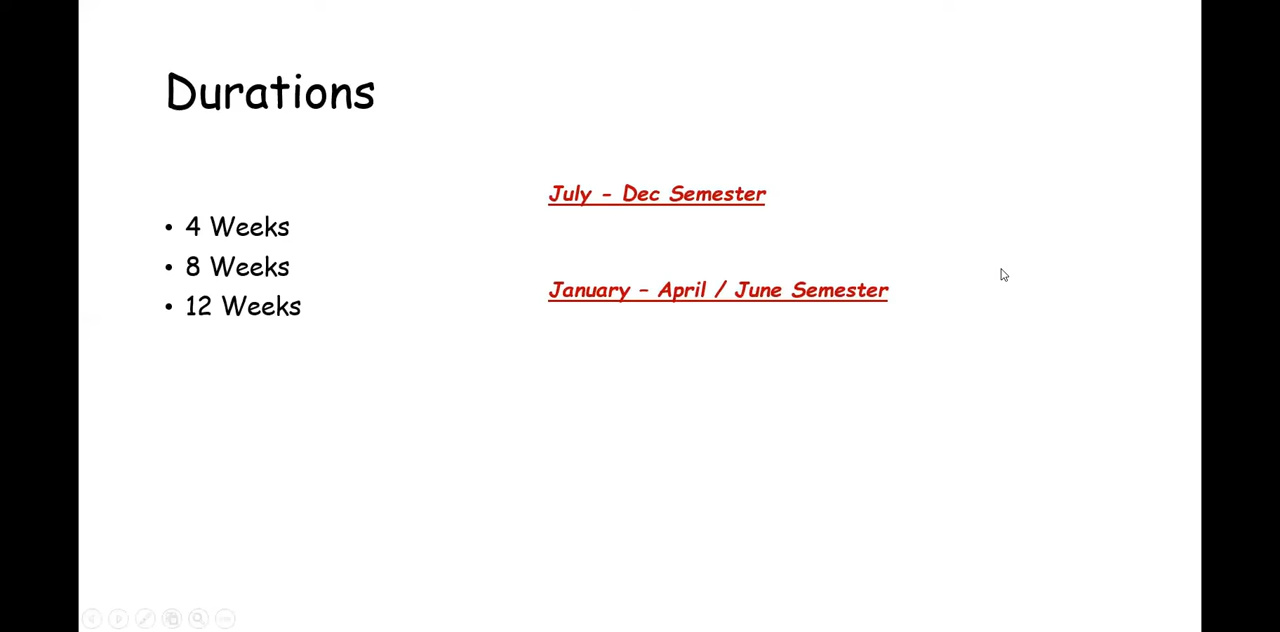 Durations
• 4 Weeks
• 8 Weeks
• 12 Weeks
July - Dec Semester
January – April / June Semester